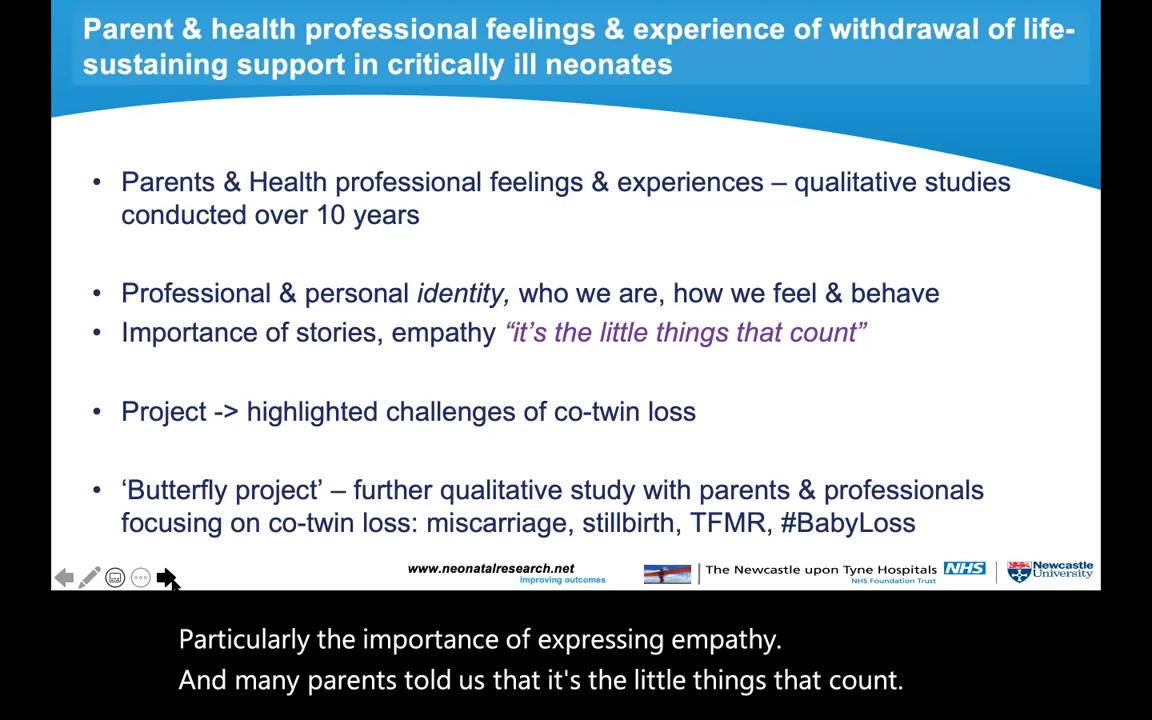 Parent & health professional feelings & experience of withdrawal of life-
sustaining support in critically ill neonates
• Parents & Health professional feelings & experiences – qualitative studies
conducted over 10 years
• Professional & personal identity, who we are, how we feel & behave
• Importance of stories, empathy “it’s the little things that count”
• Project -> highlighted challenges of co-twin loss
• ‘Butterfly project’ – further qualitative study with parents & professionals
focusing on co-twin loss: miscarriage, stillbirth, TFMR, #BabyLoss
www.neonatalresearch.net
Improving outcomes
The Newcastle upon Tyne Hospitals NHS
NHS Foundation Trust
Newcastle
University
Particularly the importance of expressing empathy.
And many parents told us that it's the little things that count.